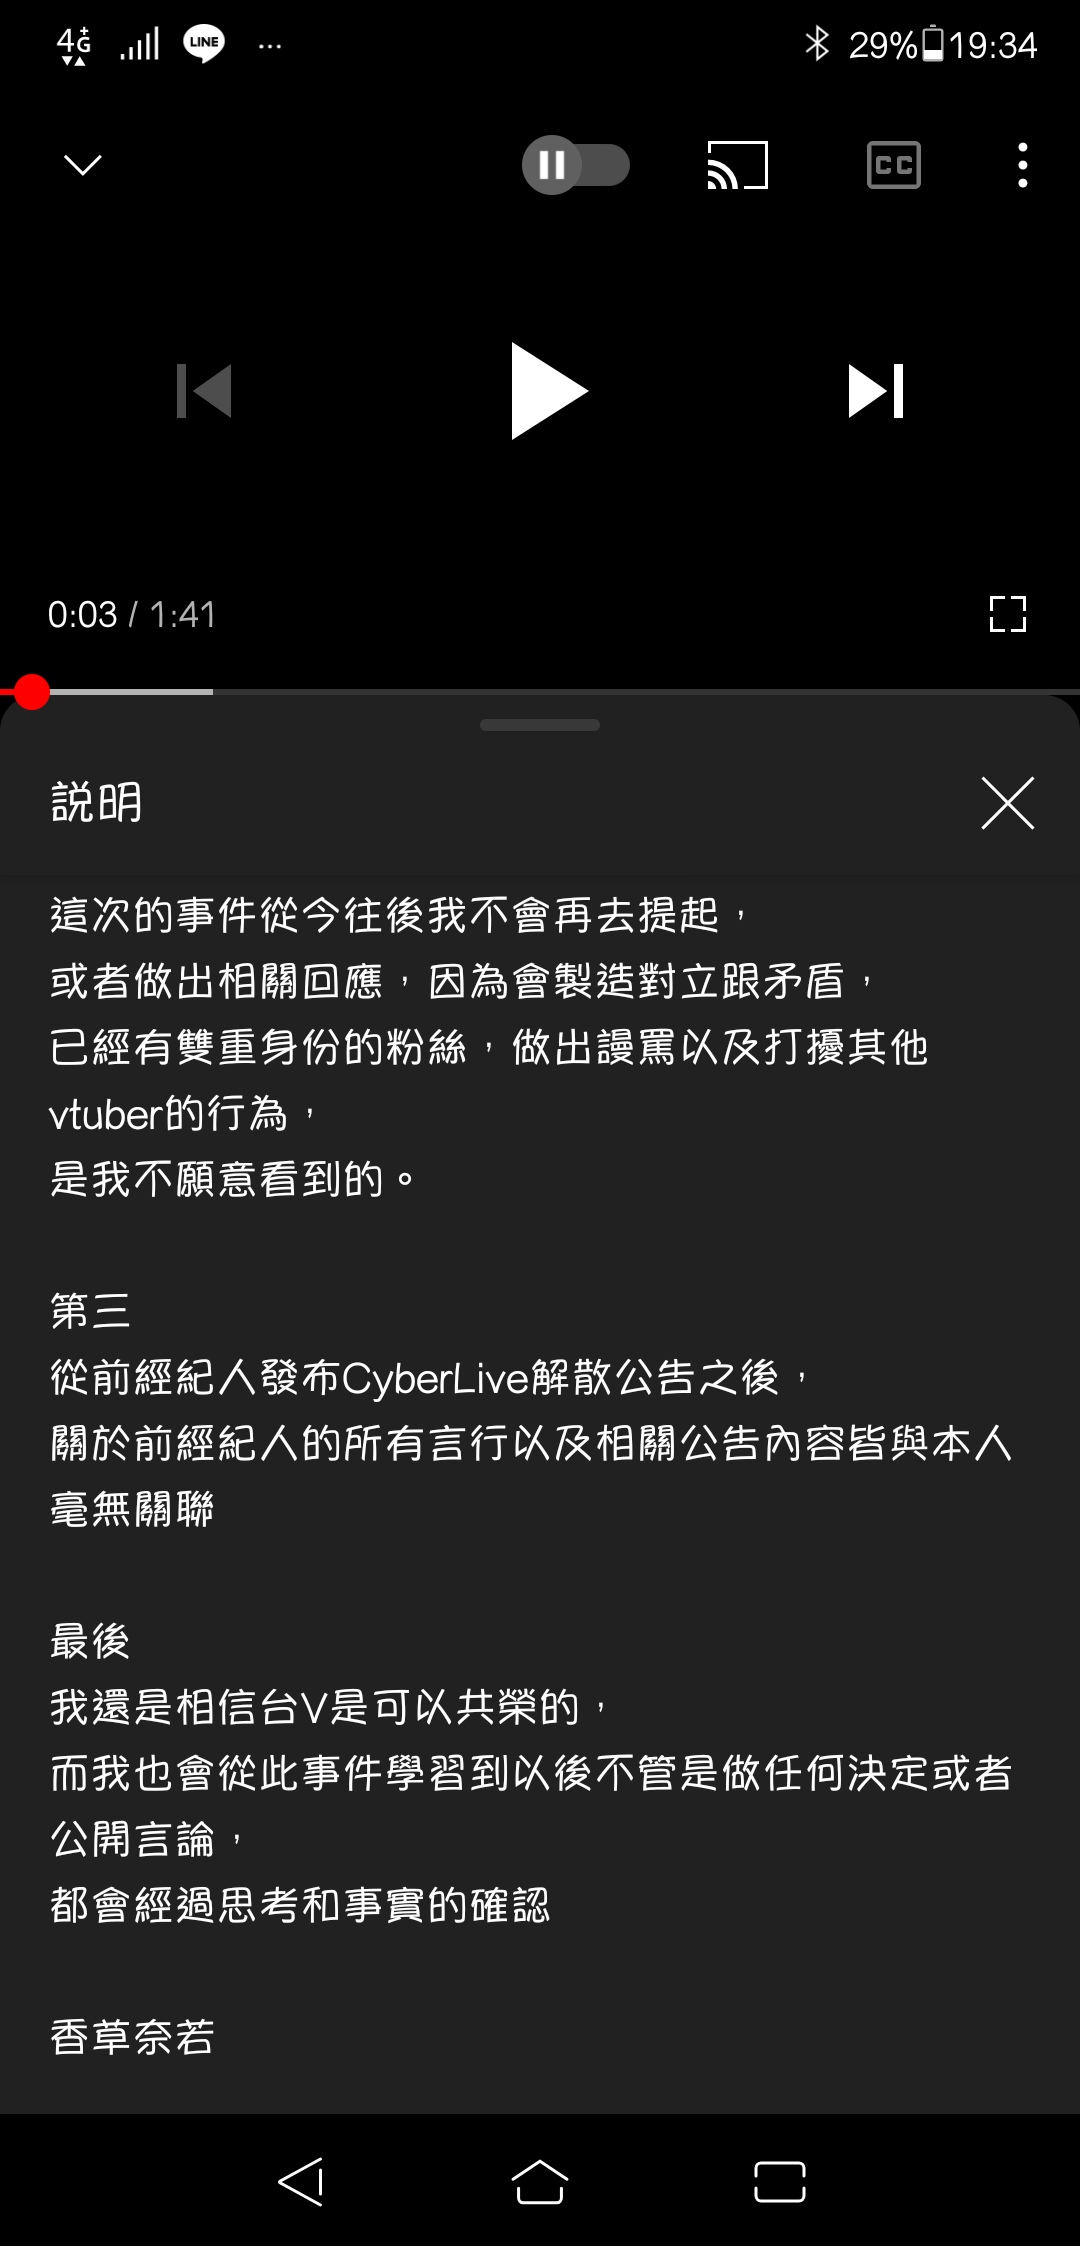 4G+
LINE
...
29%
19:34
CC
0:03 / 1:41
説明
這次的事件從今往後我不會再去提起，
或者做出相關回應，因為會製造對立跟矛盾，
已經有雙重身份的粉絲，做出謾罵以及打擾其他
vtuber的行為，
是我不願意看到的。
第三
從前經紀人發布CyberLive解散公告之後，
關於前經紀人的所有言行以及相關公告內容皆與本人
毫無關聯
最後
我還是相信台V是可以共榮的，
而我也會從此事件學習到以後不管是做任何決定或者
公開言論，
都會經過思考和事實的確認
香草奈若